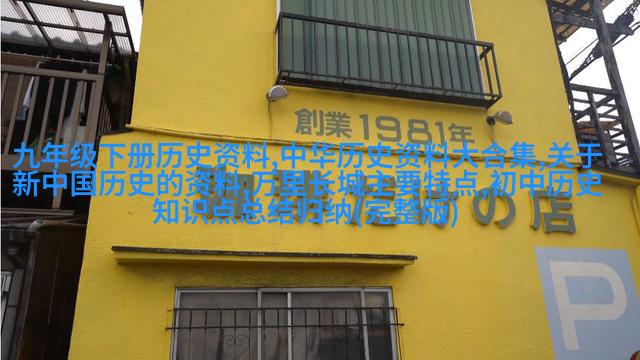 創業1981年
九年级下册历史资料,中华历史资料大合集,关于
新中国历史的资料,万里长城主要特点,初中历史
知识点总结归纳(完整版)
の店
P